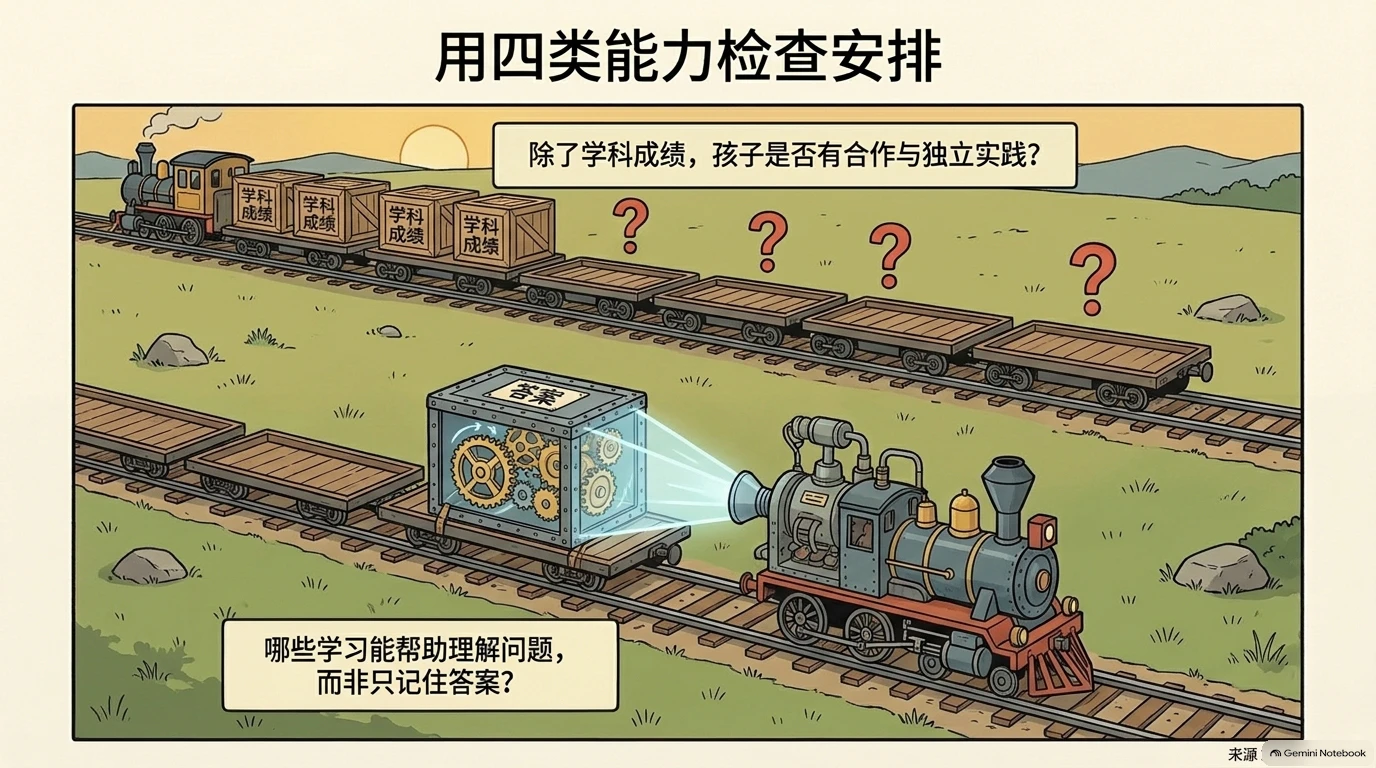 用四类能力检查安排
除了学科成绩，孩子是否有合作与独立实践？
学科
成绩
学科
成绩
学科
成绩
学科
成绩
答案
哪些学习能帮助理解问题，
而非只记住答案？
来源
Gemini Notebook